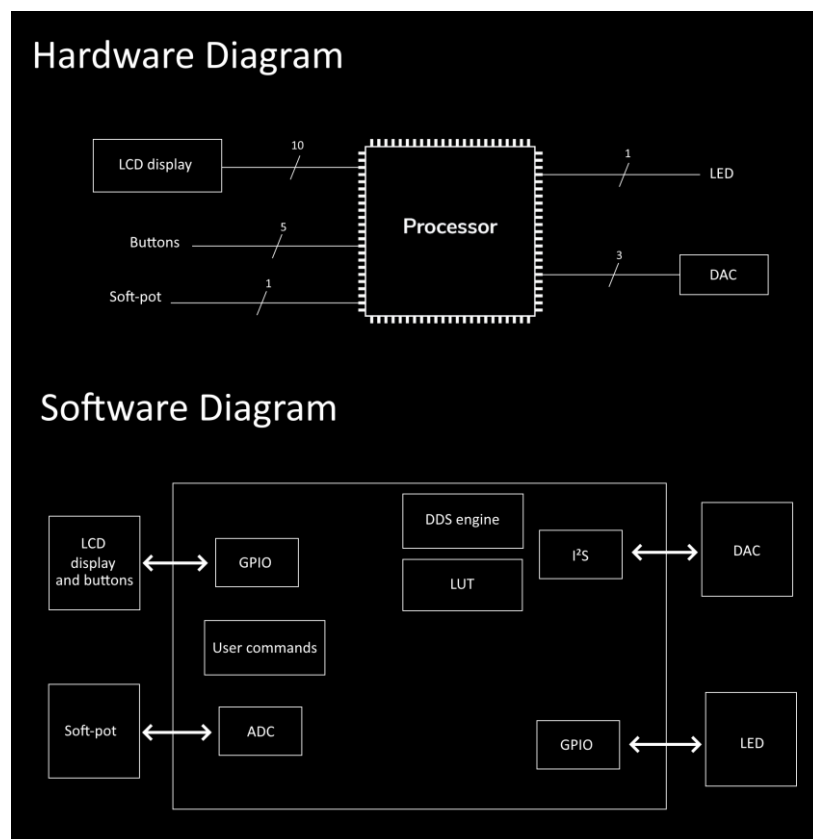 Hardware Diagram
10
1
LCD display
LED
Processor
5
Buttons
3
DAC
1
Soft-pot
Software Diagram
DDS engine
LCD
display
and buttons
GPIO
I²S
DAC
LUT
User commands
Soft-pot
ADC
GPIO
LED